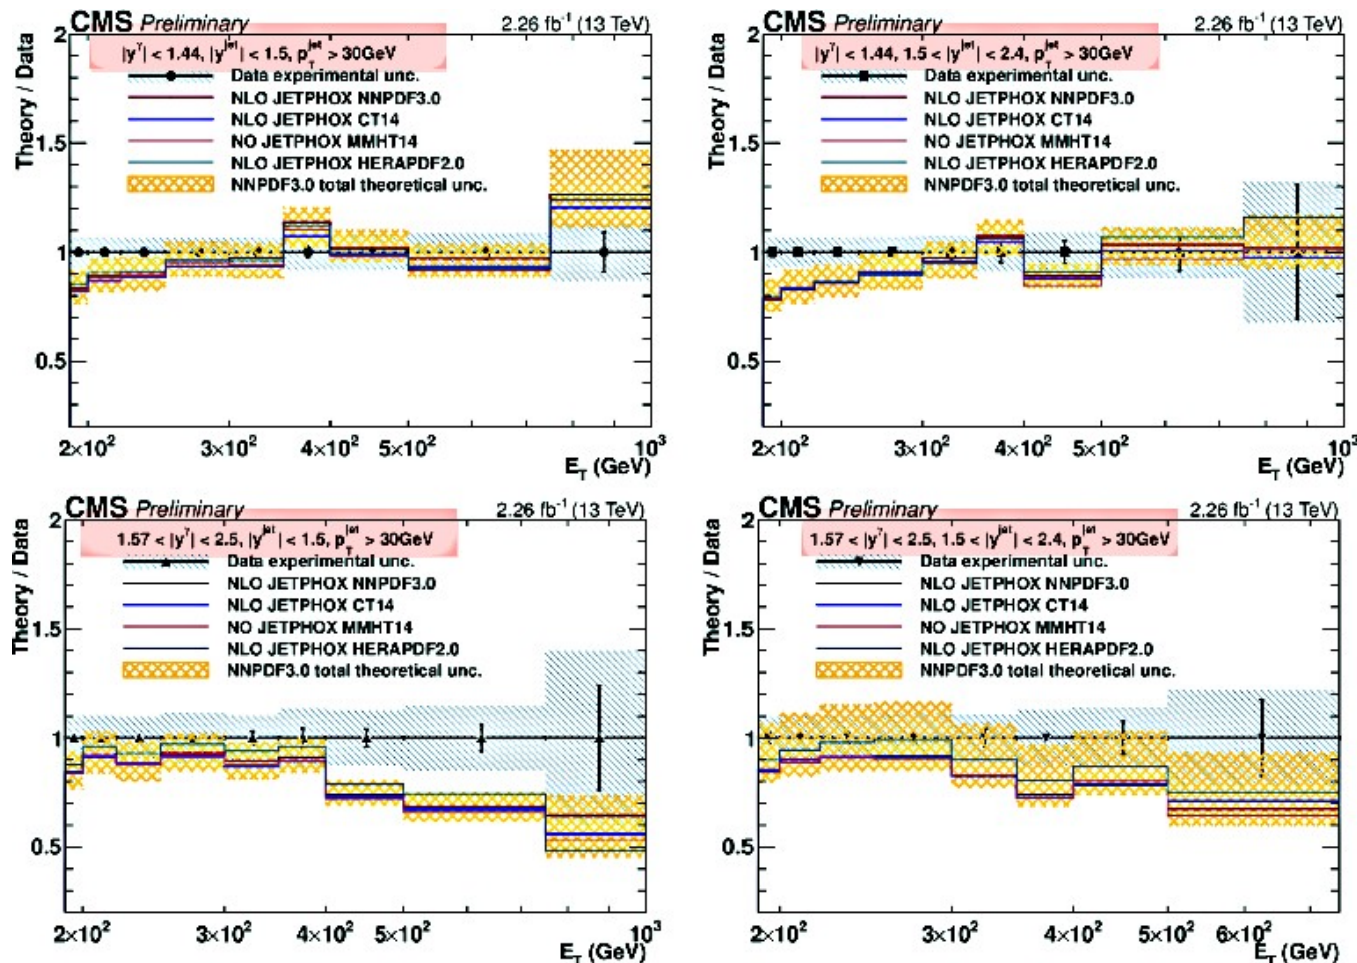 CMS Preliminary 2.26 fb⁻¹ (13 TeV)
Theory / Data
|y^γ| < 1.44, |y^jet| < 1.5, p_T^jet > 30GeV
Data experimental unc.
NLO JETPHOX NNPDF3.0
NLO JETPHOX CT14
NO JETPHOX MMHT14
NLO JETPHOX HERAPDF2.0
NNPDF3.0 total theoretical unc.
2
1.5
1
0.5
2×10² 3×10² 4×10² 5×10² 10³
E_T (GeV)
CMS Preliminary 2.26 fb⁻¹ (13 TeV)
Theory / Data
|y^γ| < 1.44, 1.5 < |y^jet| < 2.4, p_T^jet > 30GeV
Data experimental unc.
NLO JETPHOX NNPDF3.0
NLO JETPHOX CT14
NO JETPHOX MMHT14
NLO JETPHOX HERAPDF2.0
NNPDF3.0 total theoretical unc.
2
1.5
1
0.5
2×10² 3×10² 4×10² 5×10² 10³
E_T (GeV)
CMS Preliminary 2.26 fb⁻¹ (13 TeV)
Theory / Data
1.57 < |y^γ| < 2.5, |y^jet| < 1.5, p_T^jet > 30GeV
Data experimental unc.
NLO JETPHOX NNPDF3.0
NLO JETPHOX CT14
NO JETPHOX MMHT14
NLO JETPHOX HERAPDF2.0
NNPDF3.0 total theoretical unc.
2
1.5
1
0.5
2×10² 3×10² 4×10² 5×10² 10³
E_T (GeV)
CMS Preliminary 2.26 fb⁻¹ (13 TeV)
Theory / Data
1.57 < |y^γ| < 2.5, 1.5 < |y^jet| < 2.4, p_T^jet > 30GeV
Data experimental unc.
NLO JETPHOX NNPDF3.0
NLO JETPHOX CT14
NO JETPHOX MMHT14
NLO JETPHOX HERAPDF2.0
NNPDF3.0 total theoretical unc.
2
1.5
1
0.5
2×10² 3×10² 4×10² 5×10² 6×10²
E_T (GeV)